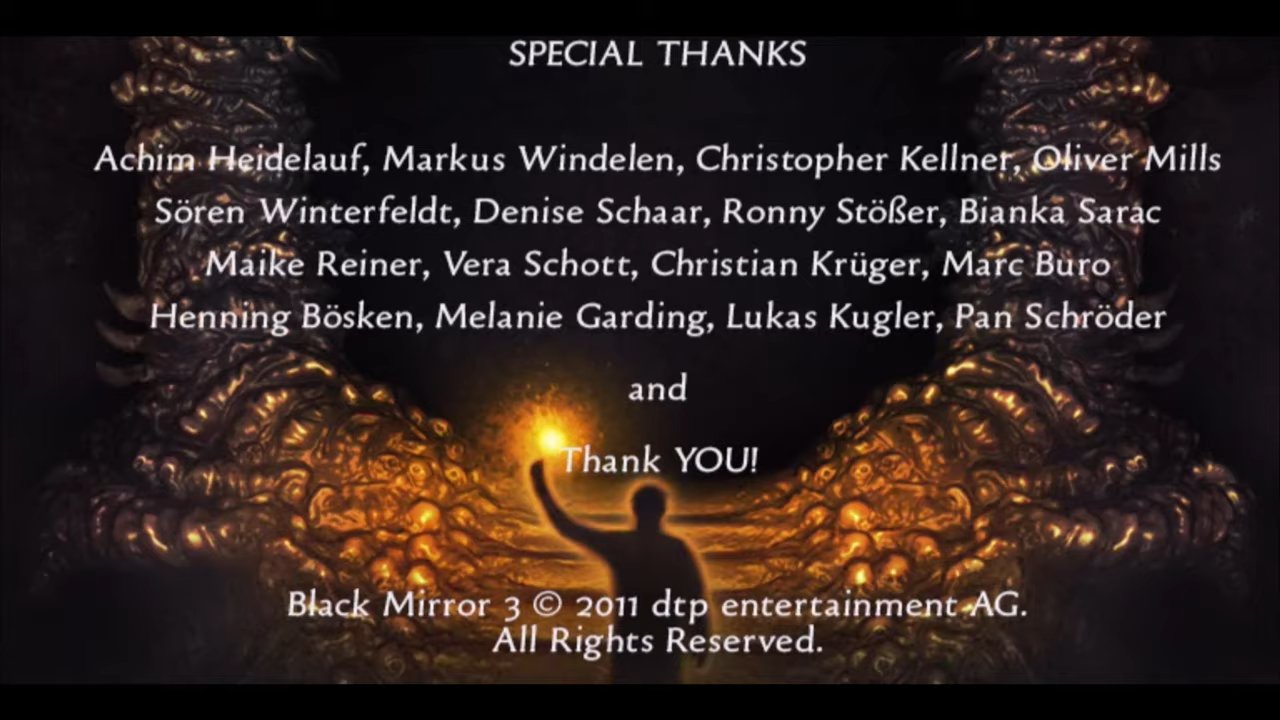 SPECIAL THANKS
Achim Heidelauf, Markus Windelen, Christopher Kellner, Oliver Mills
Sören Winterfeldt, Denise Schaar, Ronny Stößer, Bianka Sarac
Maike Reiner, Vera Schott, Christian Krüger, Marc Buro
Henning Bösken, Melanie Garding, Lukas Kugler, Pan Schröder
and
Thank YOU!
Black Mirror 3 © 2011 dtp entertainment AG.
All Rights Reserved.